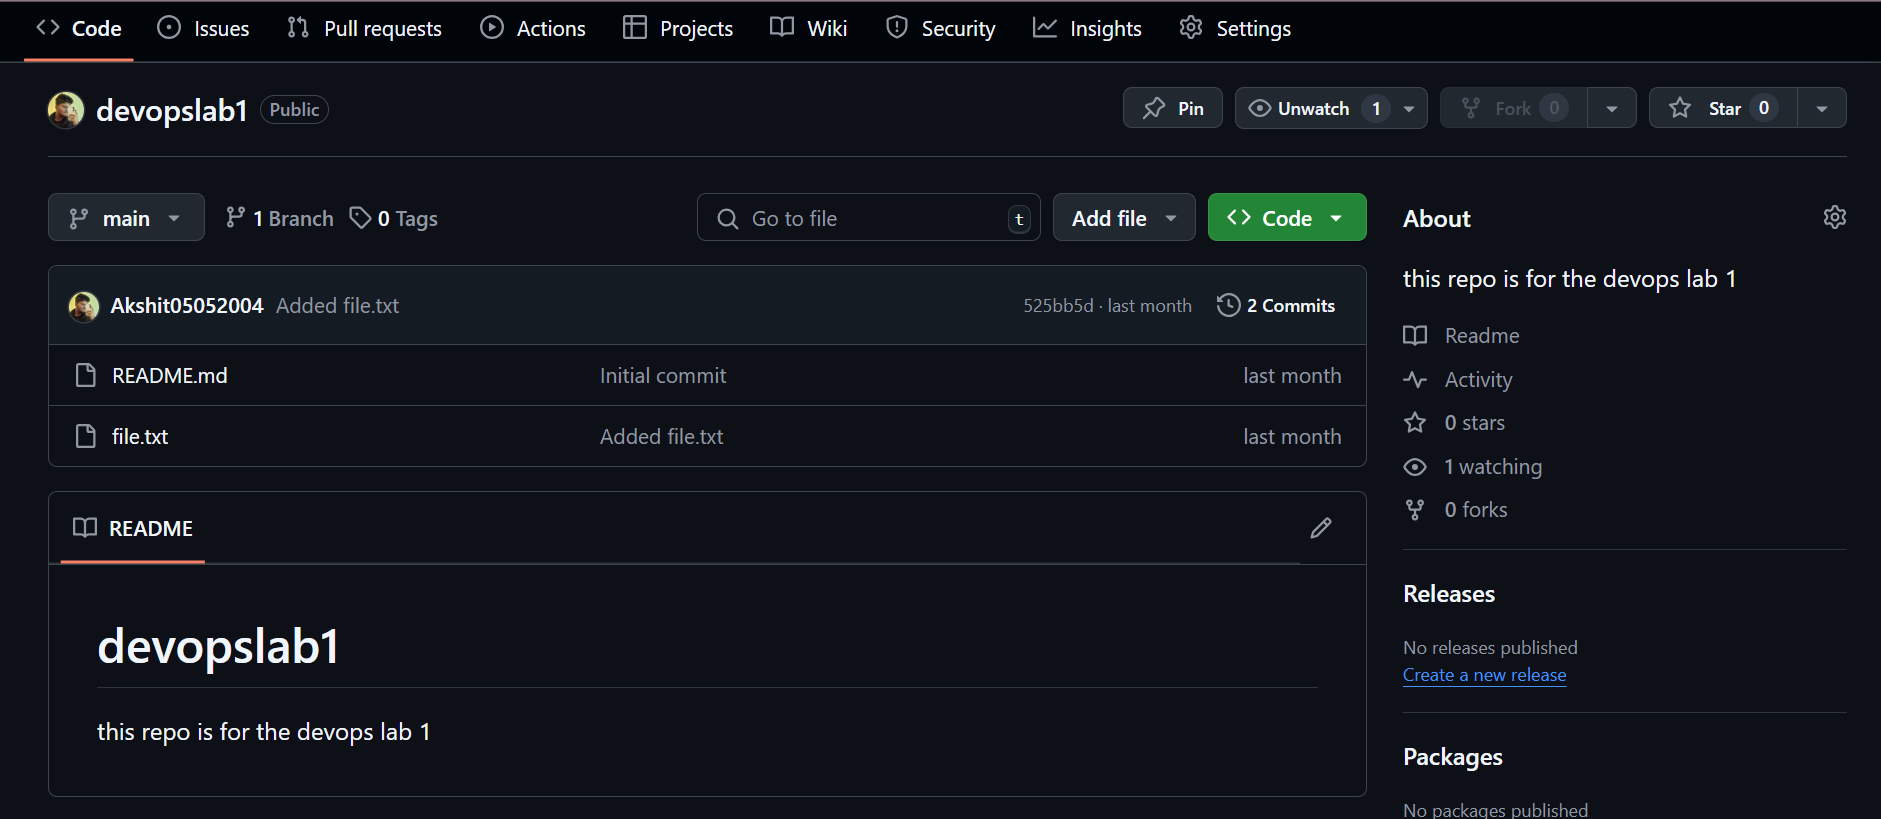 Code Issues Pull requests Actions Projects Wiki Security Insights Settings
devopslab1 Public Pin Unwatch 1 Fork 0 Star 0
main 1 Branch 0 Tags Go to file t Add file Code
Akshit05052004 Added file.txt 525bb5d · last month 2 Commits
README.md Initial commit last month
file.txt Added file.txt last month
README
devopslab1
this repo is for the devops lab 1
About
this repo is for the devops lab 1
Readme
Activity
0 stars
1 watching
0 forks
Releases
No releases published
Create a new release
Packages
No packages published